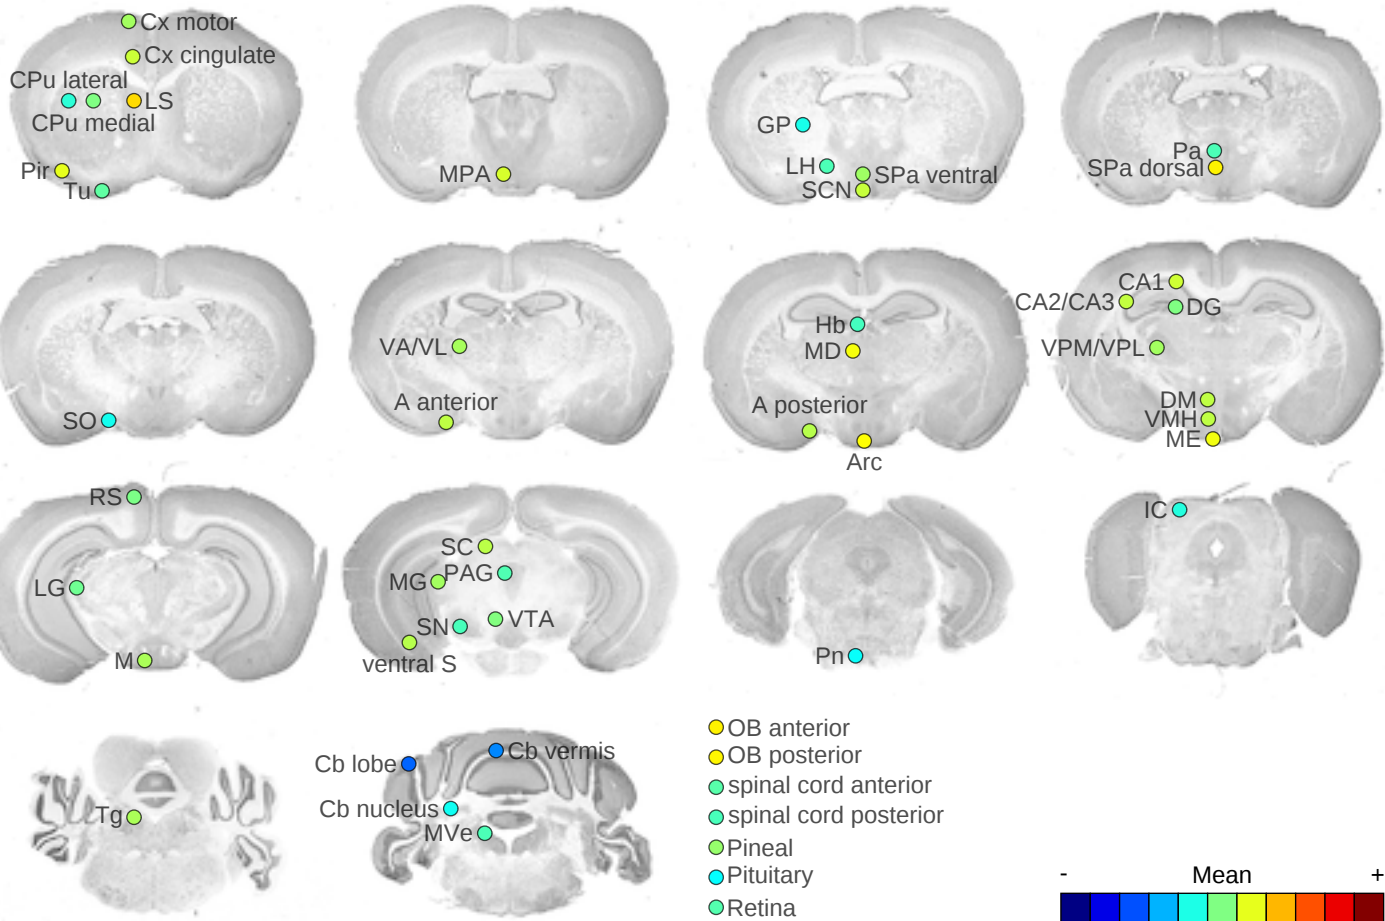 Cx motor
Cx cingulate
CPu lateral
LS
CPu medial
Pir
Tu
MPA
GP
LH
SPa ventral
SCN
Pa
SPa dorsal
SO
VA/VL
A anterior
Hb
MD
A posterior
Arc
CA1
CA2/CA3
DG
VPM/VPL
DM
VMH
ME
RS
LG
M
SC
MG
PAG
SN
VTA
ventral S
Pn
IC
Tg
Cb lobe
Cb vermis
Cb nucleus
MVe
OB anterior
OB posterior
spinal cord anterior
spinal cord posterior
Pineal
Pituitary
Retina
- Mean +